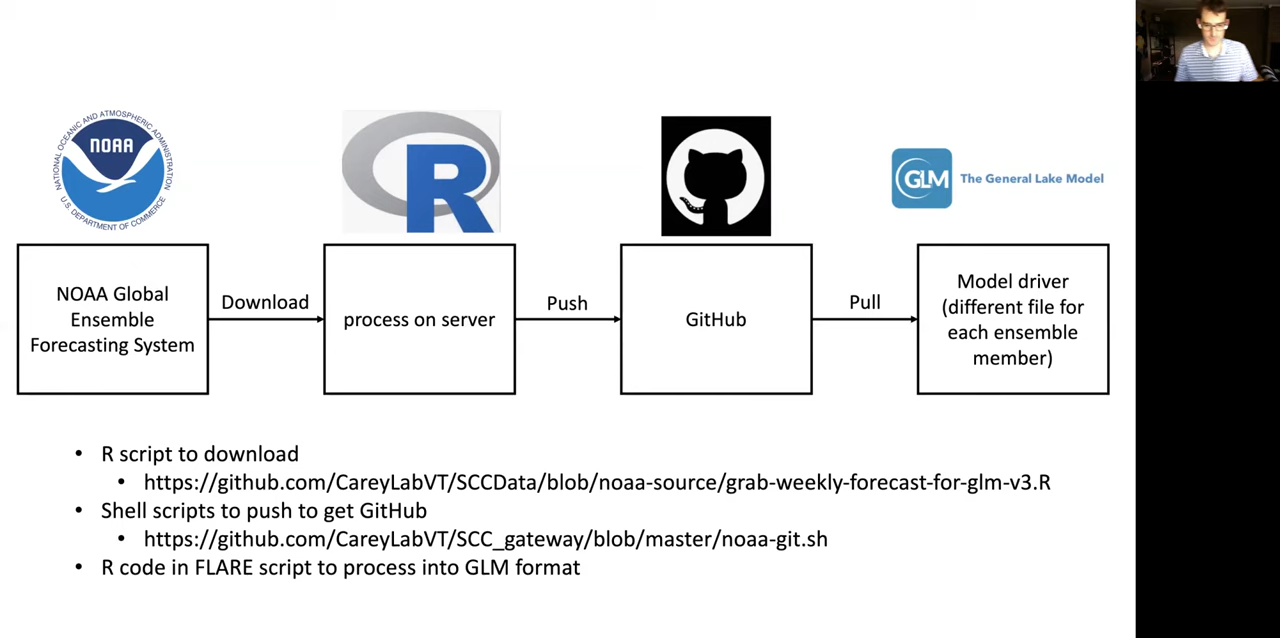 NATIONAL OCEANIC AND ATMOSPHERIC ADMINISTRATION
NOAA
U.S. DEPARTMENT OF COMMERCE
R
GLM The General Lake Model
NOAA Global
Ensemble
Forecasting System
Download
process on server
Push
GitHub
Pull
Model driver
(different file for
each ensemble
member)
• R script to download
• https://github.com/CareyLabVT/SCCData/blob/noaa-source/grab-weekly-forecast-for-glm-v3.R
• Shell scripts to push to get GitHub
• https://github.com/CareyLabVT/SCC_gateway/blob/master/noaa-git.sh
• R code in FLARE script to process into GLM format